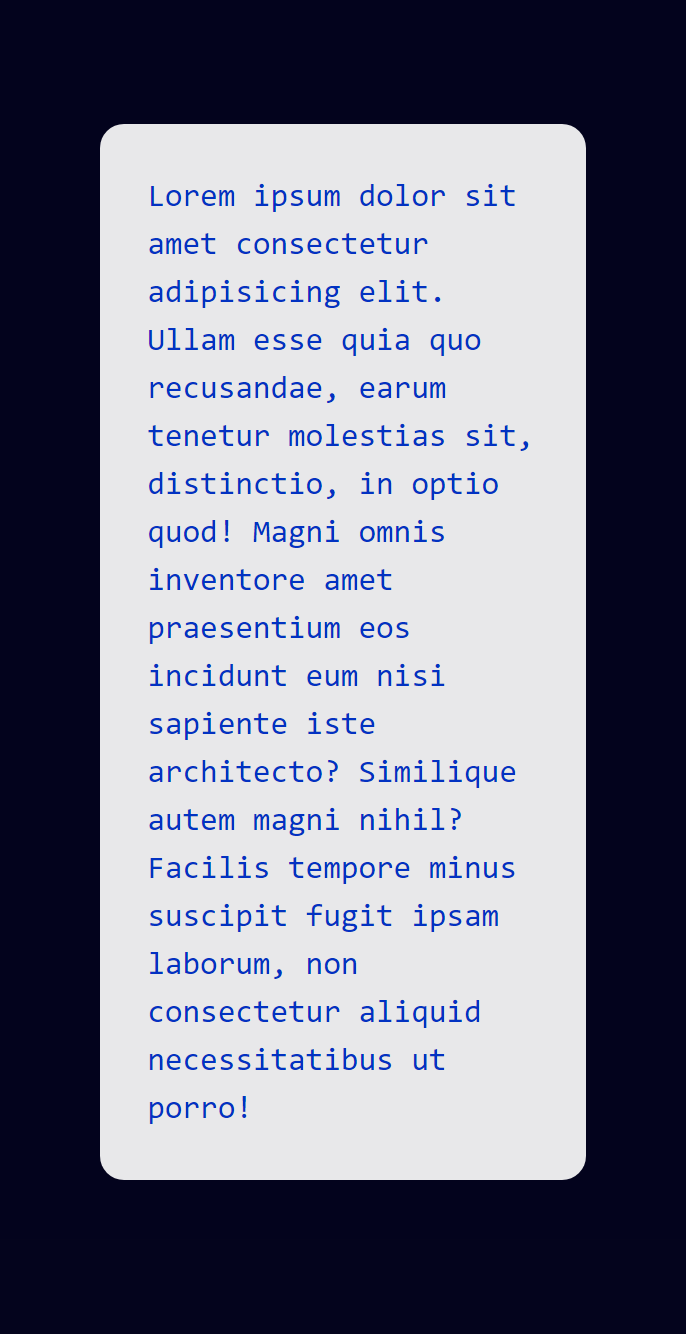 Lorem ipsum dolor sit
amet consectetur
adipisicing elit.
Ullam esse quia quo
recusandae, earum
tenetur molestias sit,
distinctio, in optio
quod! Magni omnis
inventore amet
praesentium eos
incidunt eum nisi
sapiente iste
architecto? Similique
autem magni nihil?
Facilis tempore minus
suscipit fugit ipsam
laborum, non
consectetur aliquid
necessitatibus ut
porro!